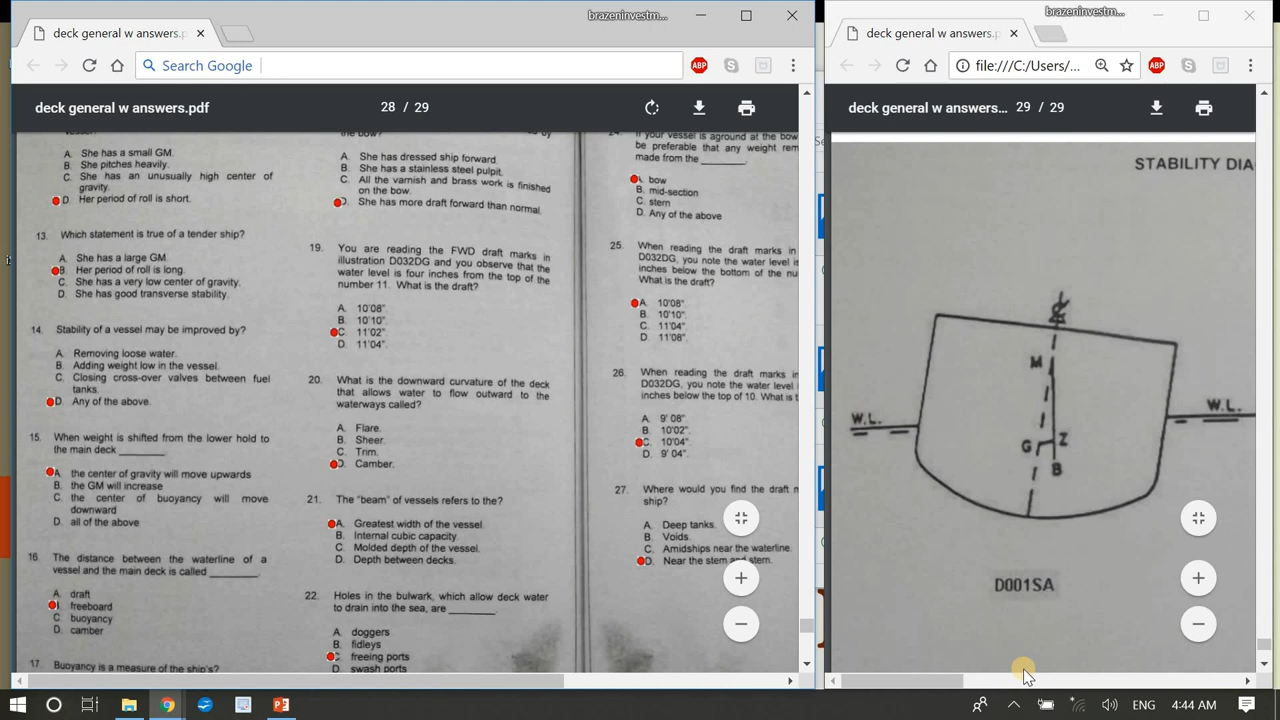 brazeninvestm...
deck general w answers.p
Search Google
ABP
deck general w answers.pdf
28 / 29
A. She has a small GM.
B. She pitches heavily.
C. She has an unusually high center of
gravity.
D. Her period of roll is short.
13. Which statement is true of a tender ship?
A. She has a large GM.
B. Her period of roll is long.
C. She has a very low center of gravity.
D. She has good transverse stability.
14. Stability of a vessel may be improved by?
A. Removing loose water.
B. Adding weight low in the vessel.
C. Closing cross-over valves between fuel
tanks.
D. Any of the above.
15. When weight is shifted from the lower hold to
the main deck ________
A. the center of gravity will move upwards
B. the GM will increase
C. the center of buoyancy will move
downward
D. all of the above
16 The distance between the waterline of a
vessel and the main deck is called ________.
A. draft
freeboard
C. buoyancy
D. camber
17. Buoyancy is a measure of the ship's?
the bow?
A. She has dressed ship forward.
B. She has a stainless steel pulpit.
C. All the varnish and brass work is finished
on the bow.
D. She has more draft forward than normal.
19. You are reading the FWD draft marks in
illustration D032DG and you observe that the
water level is four inches from the top of the
number 11. What is the draft?
A. 10'08".
B. 10'10".
C. 11'02".
D. 11'04".
20. What is the downward curvature of the deck
that allows water to flow outward to the
waterways called?
A. Flare.
B. Sheer.
C. Trim.
D. Camber.
21. The "beam" of vessels refers to the?
A. Greatest width of the vessel.
B. Internal cubic capacity.
C. Molded depth of the vessel.
D. Depth between decks.
22. Holes in the bulwark, which allow deck water
to drain into the sea, are ________.
A. doggers
B. fidleys
C. freeing ports
D. swash ports
24. If your vessel is aground at the bow
be preferable that any weight rem
made from the ________.
A. bow
B. mid-section
C. stern
D. Any of the above
25. When reading the draft marks in
D032DG, you note the water level
inches below the bottom of the nu
What is the draft?
A. 10'08".
B. 10'10".
C. 11'04".
D. 11'08".
26. When reading the draft marks in
D032DG, you note the water level
inches below the top of 10. What is t
A. 9' 08".
B. 10'02".
C. 10'04".
D. 9' 04".
27. Where would you find the draft m
ship?
A. Deep tanks.
B. Voids.
C. Amidships near the waterline.
D. Near the stem and stern.
brazeninvestm...
deck general w answers.p
file:///C:/Users/...
ABP
deck general w answers...
29 / 29
STABILITY DIA
M
W.L.
W.L.
G
Z
B
D001SA
ENG
4:44 AM